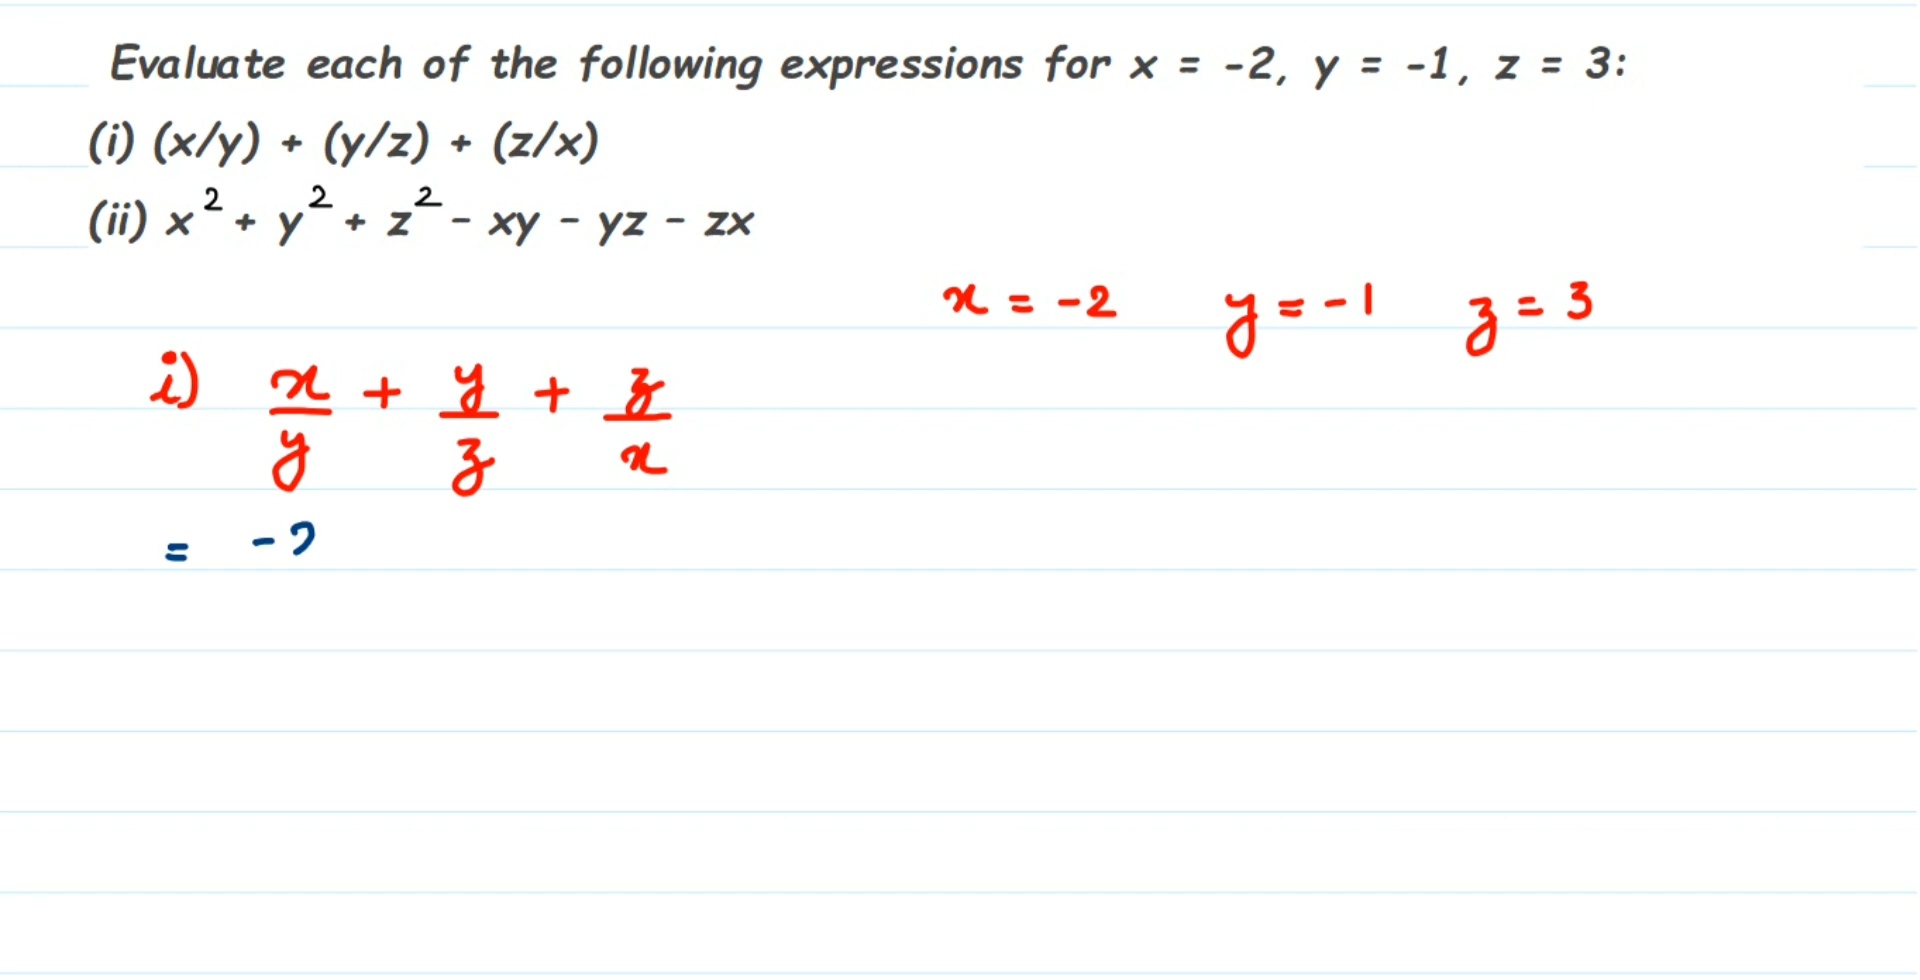 Evaluate each of the following expressions for x = -2, y = -1, z = 3:
(i) (x/y) + (y/z) + (z/x)
(ii) x² + y² + z² - xy - yz - zx
x = -2 y = -1 z = 3
i) x/y + y/z + z/x
= -2